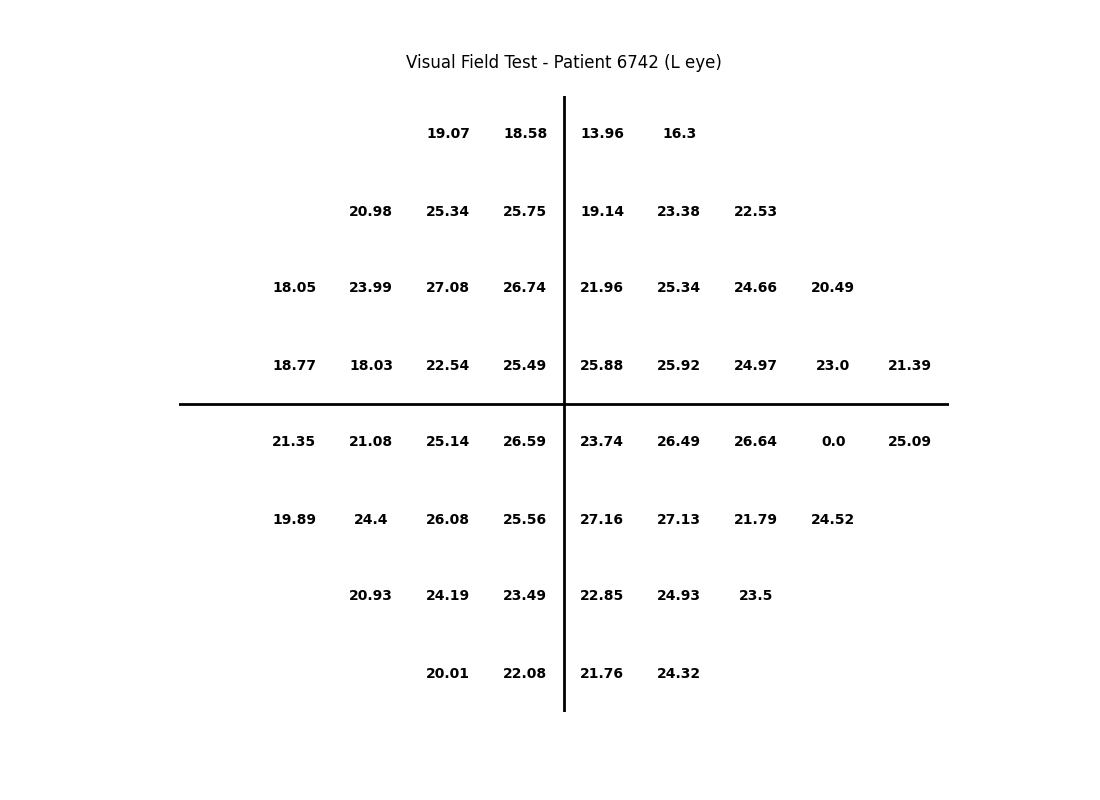 Visual Field Test - Patient 6742 (L eye)
19.07 18.58 13.96 16.3
20.98 25.34 25.75 19.14 23.38 22.53
18.05 23.99 27.08 26.74 21.96 25.34 24.66 20.49
18.77 18.03 22.54 25.49 25.88 25.92 24.97 23.0 21.39
21.35 21.08 25.14 26.59 23.74 26.49 26.64 0.0 25.09
19.89 24.4 26.08 25.56 27.16 27.13 21.79 24.52
20.93 24.19 23.49 22.85 24.93 23.5
20.01 22.08 21.76 24.32